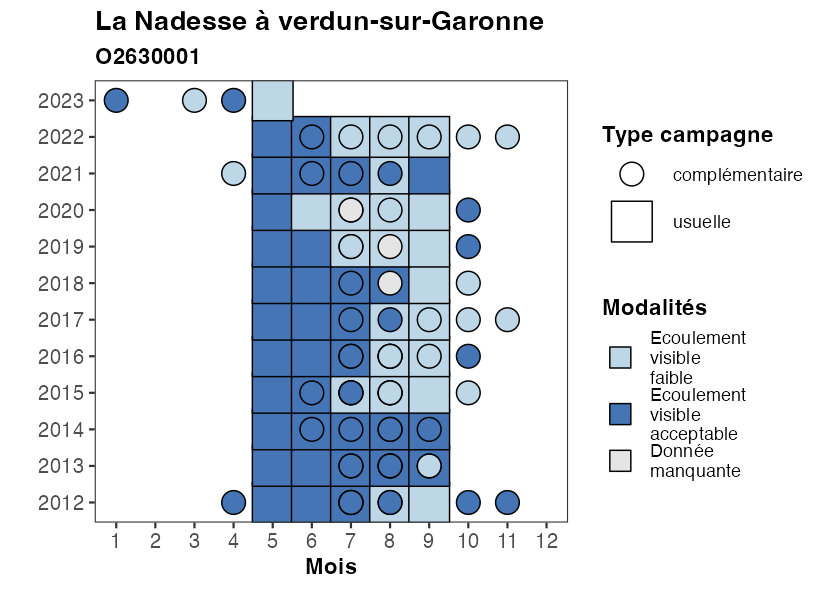 La Nadesse à verdun-sur-Garonne
O2630001
2023
2022
2021
2020
2019
2018
2017
2016
2015
2014
2013
2012
1 2 3 4 5 6 7 8 9 10 11 12
Mois
Type campagne
complémentaire
usuelle
Modalités
Ecoulement
visible
faible
Ecoulement
visible
acceptable
Donnée
manquante